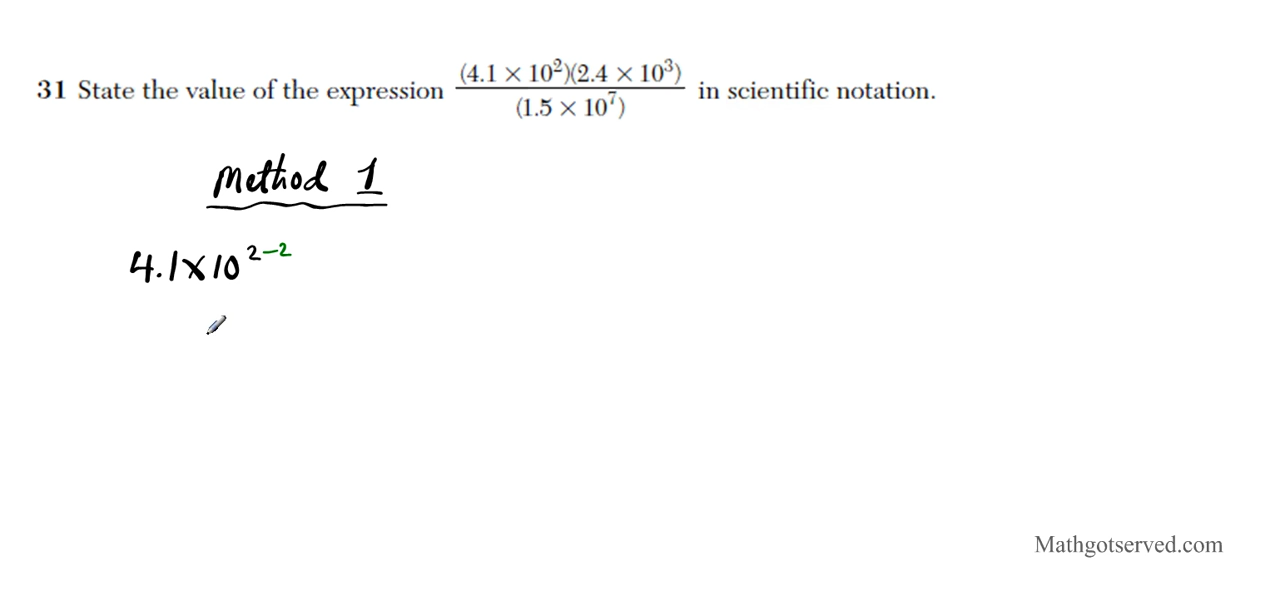 31 State the value of the expression (4.1 × 10²)(2.4 × 10³) / (1.5 × 10⁷) in scientific notation.
Method 1
4.1×10²⁻²
Mathgotserved.com